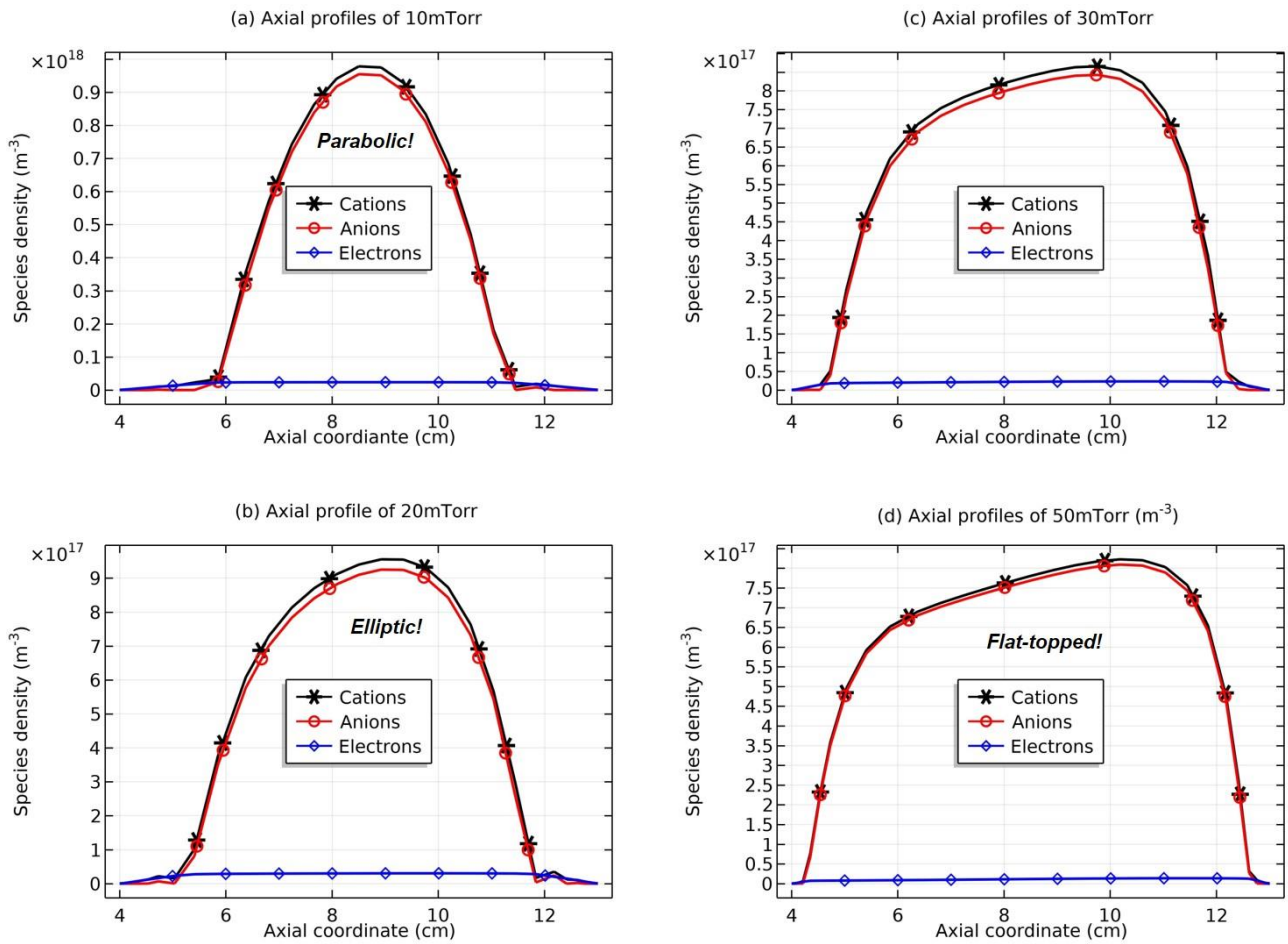 (a) Axial profiles of 10mTorr
×10¹⁸
0.9
0.8
0.7
0.6
0.5
0.4
0.3
0.2
0.1
0
Species density (m⁻³)
Parabolic!
Cations
Anions
Electrons
4 6 8 10 12
Axial coordiante (cm)
(c) Axial profiles of 30mTorr
×10¹⁷
8
7.5
7
6.5
6
5.5
5
4.5
4
3.5
3
2.5
2
1.5
1
0.5
0
Species density (m⁻³)
Cations
Anions
Electrons
4 6 8 10 12
Axial coordinate (cm)
(b) Axial profile of 20mTorr
×10¹⁷
9
8
7
6
5
4
3
2
1
0
Species density (m⁻³)
Elliptic!
Cations
Anions
Electrons
4 6 8 10 12
Axial coordinate (cm)
(d) Axial profiles of 50mTorr (m⁻³)
×10¹⁷
8
7.5
7
6.5
6
5.5
5
4.5
4
3.5
3
2.5
2
1.5
1
0.5
0
Species density (m⁻³)
Flat-topped!
Cations
Anions
Electrons
4 6 8 10 12
Axial coordinate (cm)